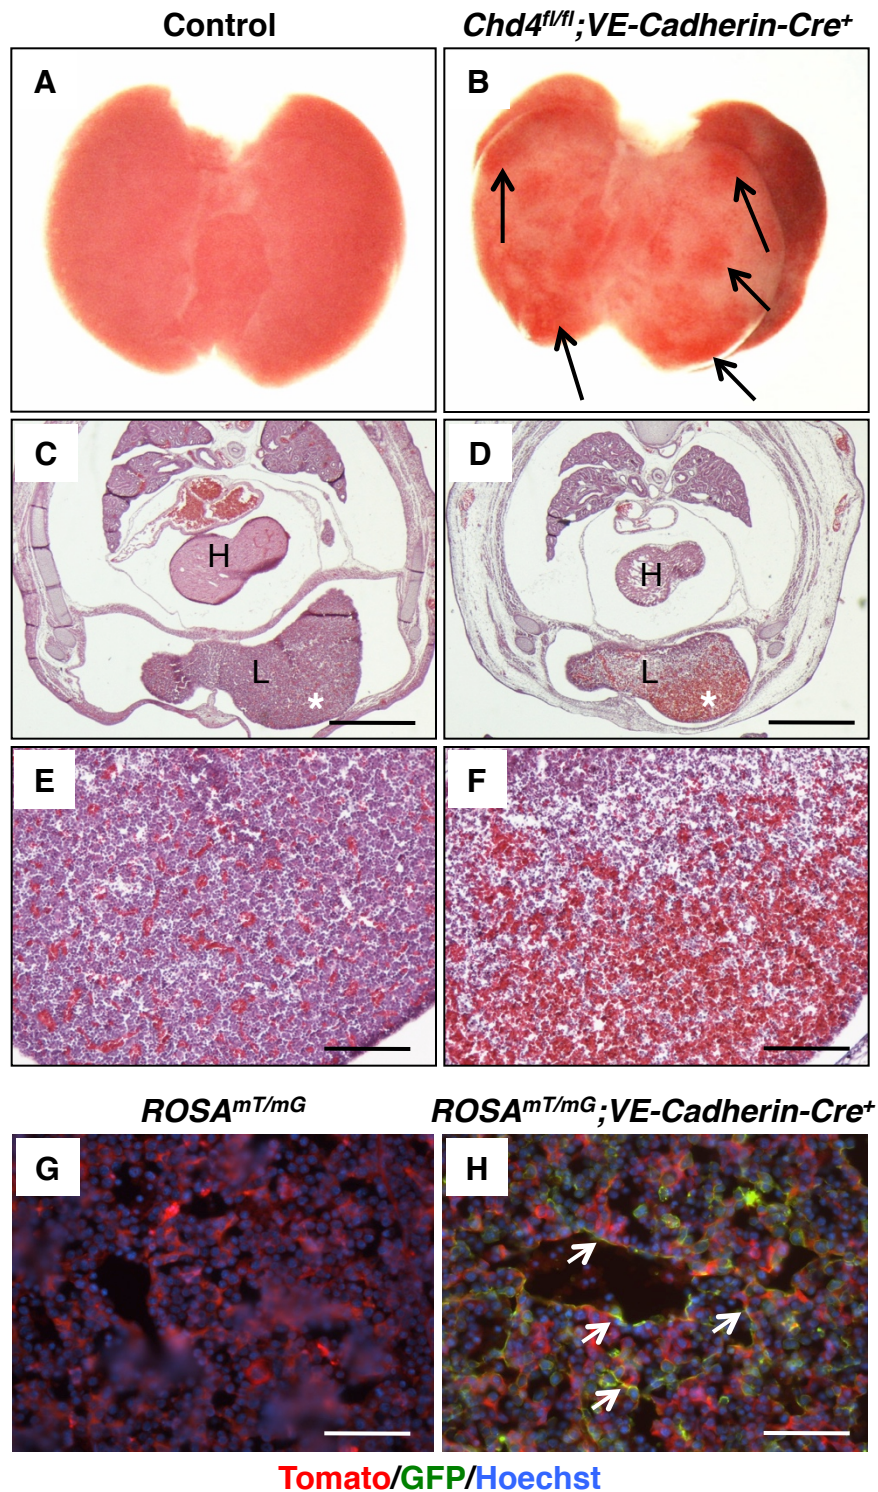 Control Chd4fl/fl;VE-Cadherin-Cre+
A B
C D
H H
L L
* *
E F
ROSAmT/mG ROSAmT/mG;VE-Cadherin-Cre+
G H
Tomato/GFP/Hoechst